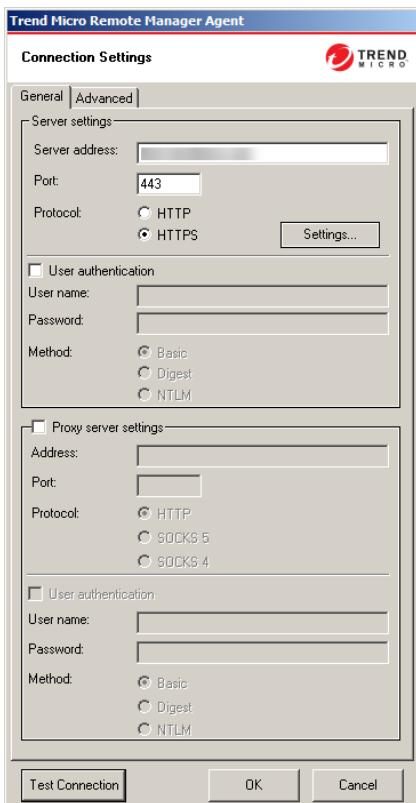 Trend Micro Remote Manager Agent
Connection Settings
TREND
MICRO
General Advanced
Server settings
Server address:
Port: 443
Protocol: HTTP
HTTPS Settings...
User authentication
User name:
Password:
Method: Basic
Digest
NTLM
Proxy server settings
Address:
Port:
Protocol: HTTP
SOCKS 5
SOCKS 4
User authentication
User name:
Password:
Method: Basic
Digest
NTLM
Test Connection OK Cancel